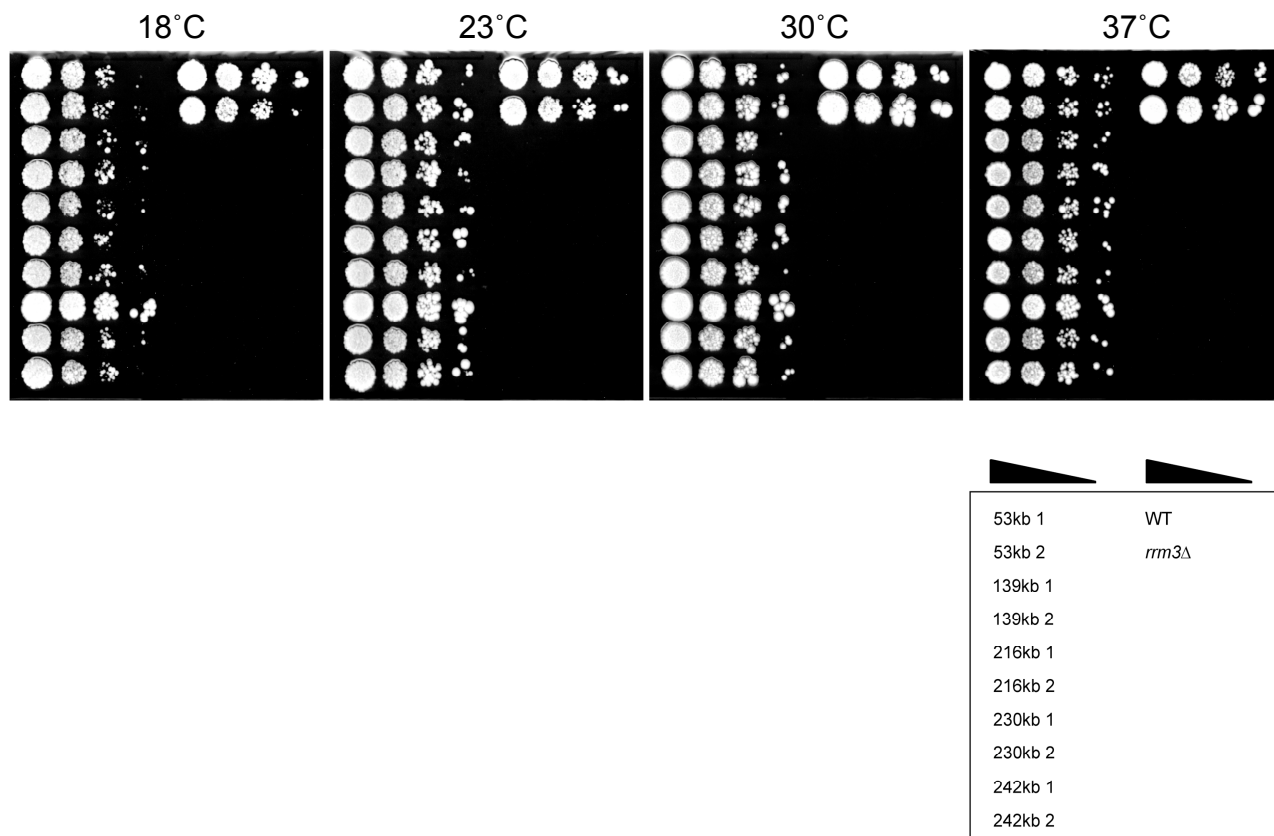 18˚C 23˚C 30˚C 37˚C
53kb 1 WT
53kb 2 rrm3Δ
139kb 1
139kb 2
216kb 1
216kb 2
230kb 1
230kb 2
242kb 1
242kb 2